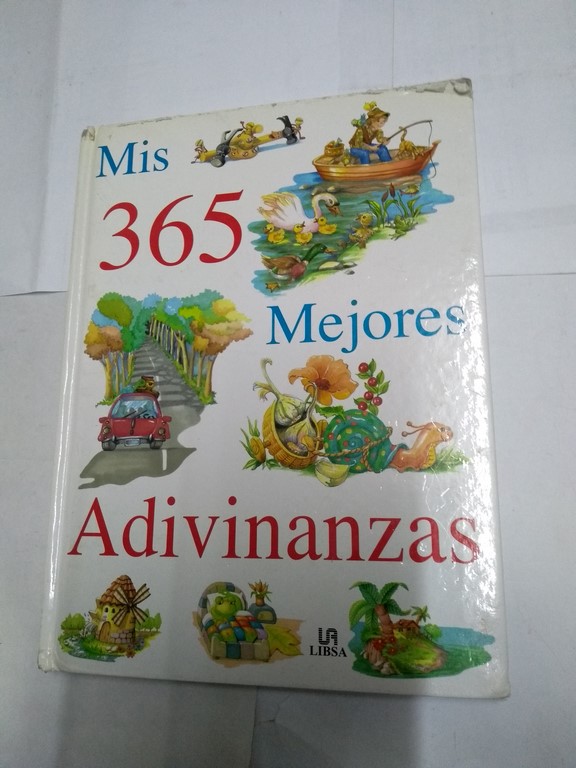 Mis
365
Mejores
Adivinanzas
LIBSA